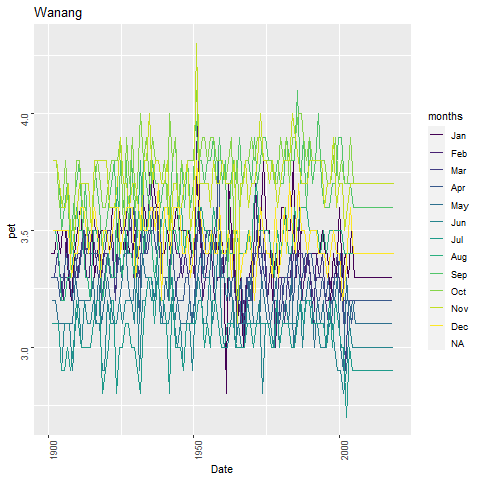 Wanang
4.0
3.5
3.0
pet
1900
1950
2000
Date
months
Jan
Feb
Mar
Apr
May
Jun
Jul
Aug
Sep
Oct
Nov
Dec
NA